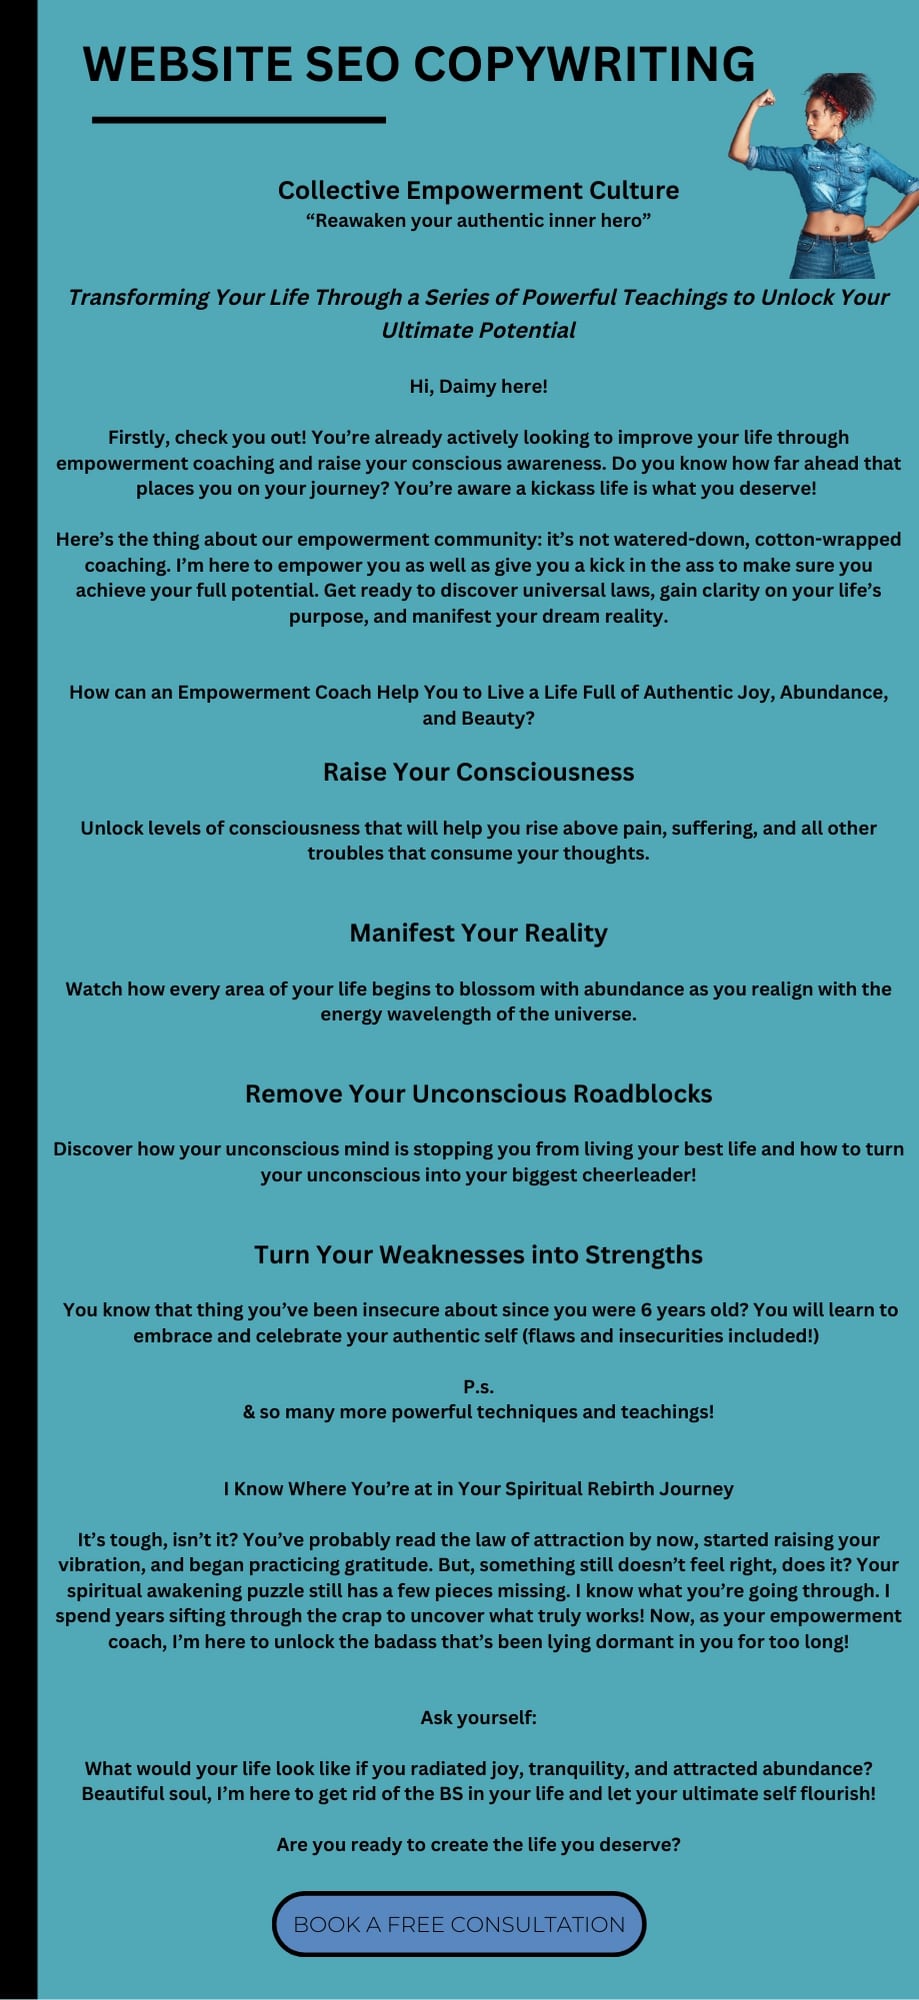 WEBSITE SEO COPYWRITING
Collective Empowerment Culture
“Reawaken your authentic inner hero”
Transforming Your Life Through a Series of Powerful Teachings to Unlock Your
Ultimate Potential
Hi, Daimy here!
Firstly, check you out! You’re already actively looking to improve your life through
empowerment coaching and raise your conscious awareness. Do you know how far ahead that
places you on your journey? You’re aware a kickass life is what you deserve!
Here’s the thing about our empowerment community: it’s not watered-down, cotton-wrapped
coaching. I’m here to empower you as well as give you a kick in the ass to make sure you
achieve your full potential. Get ready to discover universal laws, gain clarity on your life’s
purpose, and manifest your dream reality.
How can an Empowerment Coach Help You to Live a Life Full of Authentic Joy, Abundance,
and Beauty?
Raise Your Consciousness
Unlock levels of consciousness that will help you rise above pain, suffering, and all other
troubles that consume your thoughts.
Manifest Your Reality
Watch how every area of your life begins to blossom with abundance as you realign with the
energy wavelength of the universe.
Remove Your Unconscious Roadblocks
Discover how your unconscious mind is stopping you from living your best life and how to turn
your unconscious into your biggest cheerleader!
Turn Your Weaknesses into Strengths
You know that thing you’ve been insecure about since you were 6 years old? You will learn to
embrace and celebrate your authentic self (flaws and insecurities included!)
P.s.
& so many more powerful techniques and teachings!
I Know Where You’re at in Your Spiritual Rebirth Journey
It’s tough, isn’t it? You’ve probably read the law of attraction by now, started raising your
vibration, and began practicing gratitude. But, something still doesn’t feel right, does it? Your
spiritual awakening puzzle still has a few pieces missing. I know what you’re going through. I
spend years sifting through the crap to uncover what truly works! Now, as your empowerment
coach, I’m here to unlock the badass that’s been lying dormant in you for too long!
Ask yourself:
What would your life look like if you radiated joy, tranquility, and attracted abundance?
Beautiful soul, I’m here to get rid of the BS in your life and let your ultimate self flourish!
Are you ready to create the life you deserve?
BOOK A FREE CONSULTATION